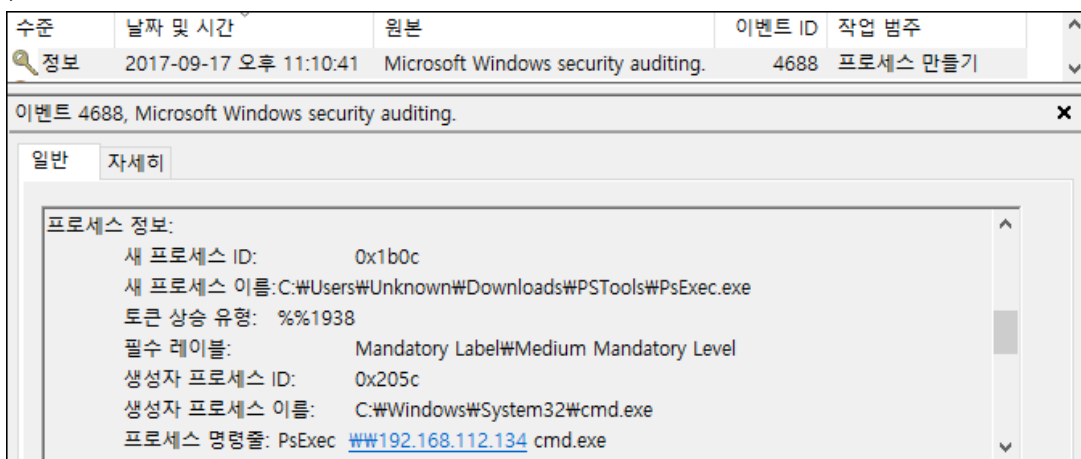 수준 날짜 및 시간 원본 이벤트 ID 작업 범주
정보 2017-09-17 오후 11:10:41 Microsoft Windows security auditing. 4688 프로세스 만들기
이벤트 4688, Microsoft Windows security auditing.
일반 자세히
프로세스 정보:
새 프로세스 ID: 0x1b0c
새 프로세스 이름:C:₩Users₩Unknown₩Downloads₩PSTools₩PsExec.exe
토큰 상승 유형: %%1938
필수 레이블: Mandatory Label₩Medium Mandatory Level
생성자 프로세스 ID: 0x205c
생성자 프로세스 이름: C:₩Windows₩System32₩cmd.exe
프로세스 명령줄: PsExec ₩₩192.168.112.134 cmd.exe